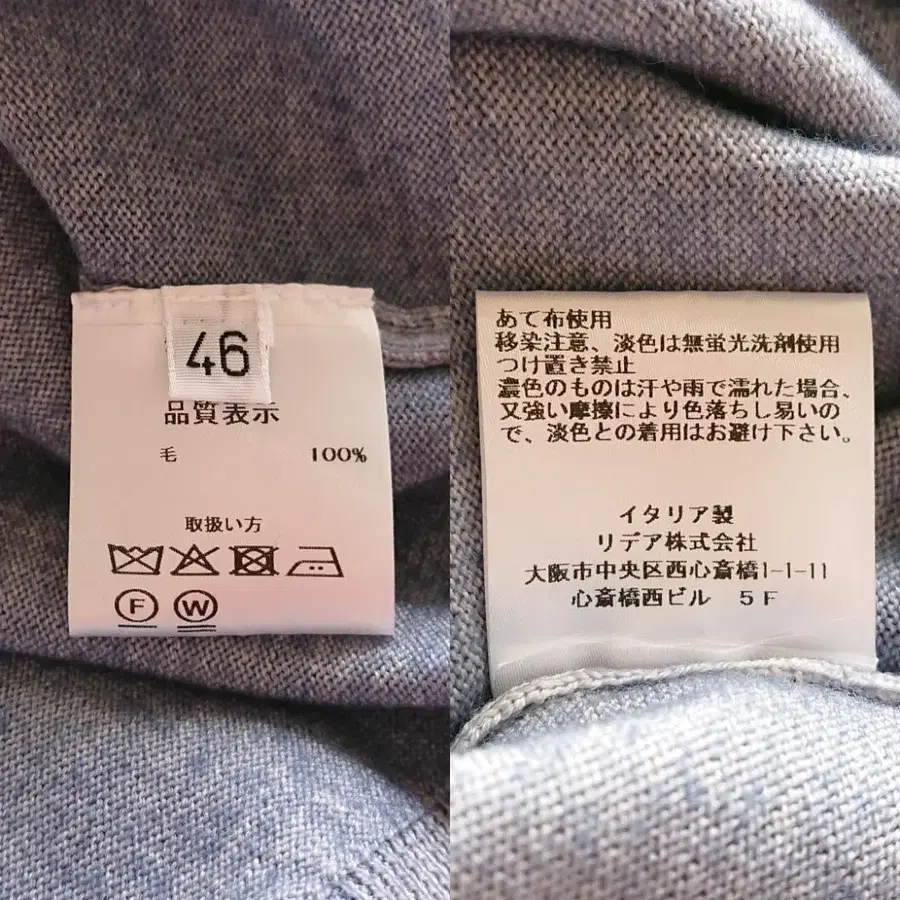 46
品質表示
毛 100%
取扱い方
F W
あて布使用
移染注意、淡色は無蛍光洗剤使用
つけ置き禁止
濃色のものは汗や雨で濡れた場合、
又強い摩擦により色落ちし易いの
で、淡色との着用はお避け下さい。
イタリア製
リデア株式会社
大阪市中央区西心斎橋1-1-11
心斎橋西ビル 5F